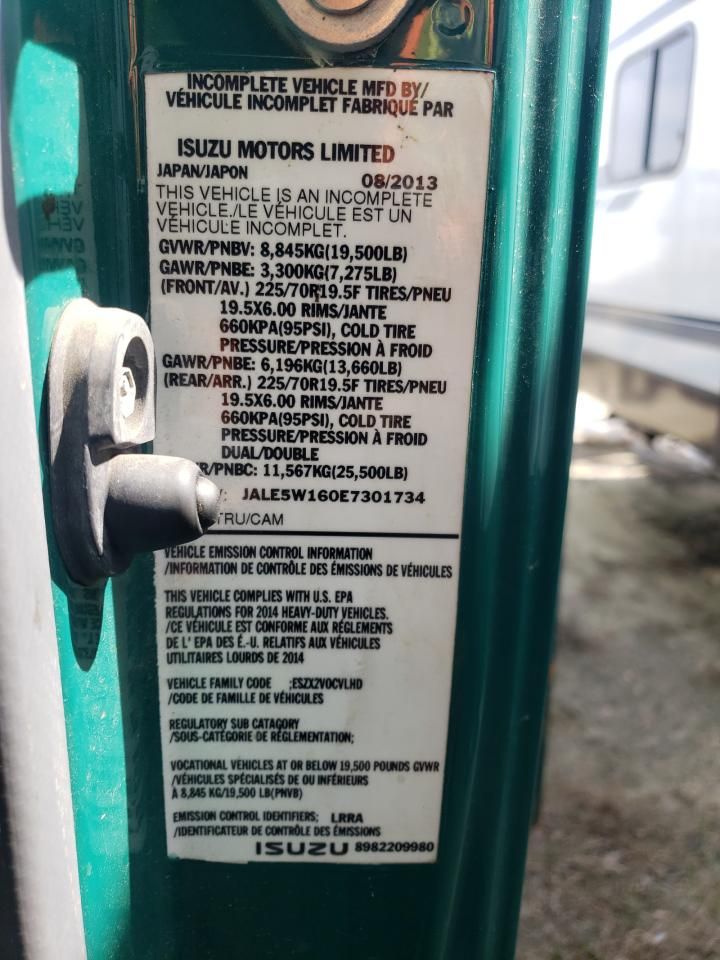 INCOMPLETE VEHICLE MFD BY/
VÉHICULE INCOMPLET FABRIQUÉ PAR
ISUZU MOTORS LIMITED
JAPAN/JAPON 08/2013
THIS VEHICLE IS AN INCOMPLETE
VEHICLE./LE VÉHICULE EST UN
VÉHICULE INCOMPLET.
GVWR/PNBV: 8,845KG(19,500LB)
GAWR/PNBE: 3,300KG(7,275LB)
(FRONT/AV.) 225/70R19.5F TIRES/PNEU
19.5X6.00 RIMS/JANTE
660KPA(95PSI), COLD TIRE
PRESSURE/PRESSION À FROID
GAWR/PNBE: 6,196KG(13,660LB)
(REAR/ARR.) 225/70R19.5F TIRES/PNEU
19.5X6.00 RIMS/JANTE
660KPA(95PSI), COLD TIRE
PRESSURE/PRESSION À FROID
DUAL/DOUBLE
R/PNBC: 11,567KG(25,500LB)
: JALE5W160E7301734
TRU/CAM
VEHICLE EMISSION CONTROL INFORMATION
/INFORMATION DE CONTRÔLE DES ÉMISSIONS DE VÉHICULES
THIS VEHICLE COMPLIES WITH U.S. EPA
REGULATIONS FOR 2014 HEAVY-DUTY VEHICLES.
/CE VÉHICULE EST CONFORME AUX RÉGLEMENTS
DE L' EPA DES É.-U. RELATIFS AUX VÉHICULES
UTILITAIRES LOURDS DE 2014
VEHICLE FAMILY CODE ;ESZX2VOCVLHD
/CODE DE FAMILLE DE VÉHICULES
REGULATORY SUB CATAGORY
/SOUS-CATÉGORIE DE RÉGLEMENTATION;
VOCATIONAL VEHICLES AT OR BELOW 19,500 POUNDS GVWR
/VÉHICULES SPÉCIALISÉS DE OU INFÉRIEURS
À 8,845 KG/19,500 LB(PNVB)
EMISSION CONTROL IDENTIFIERS; LRRA
/IDENTIFICATEUR DE CONTRÔLE DES ÉMISSIONS
ISUZU 8982209980